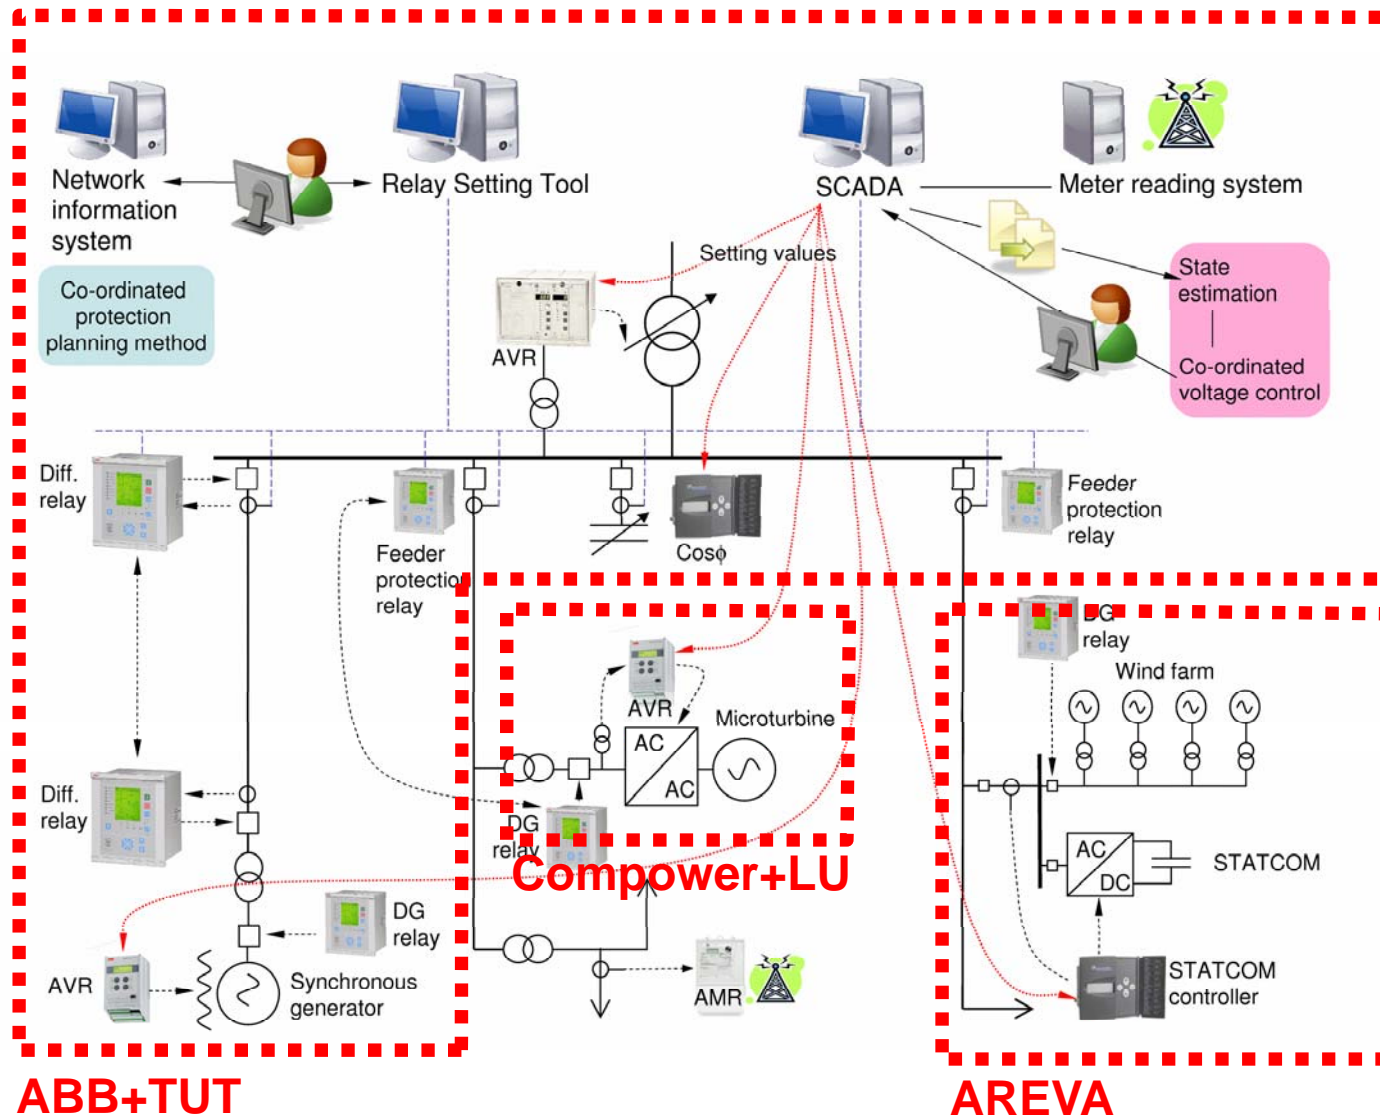 Network
information
system
Relay Setting Tool
SCADA
Meter reading system
Co-ordinated
protection
planning method
Setting values
AVR
State
estimation
Co-ordinated
voltage control
Diff.
relay
Feeder
protection
relay
Cosϕ
Feeder
protection
relay
DG
relay
Wind farm
AVR
Microturbine
AC
AC
Diff.
relay
DG
relay
Compower+LU
AC
DC
STATCOM
DG
relay
AVR
Synchronous
generator
AMR
STATCOM
controller
ABB+TUT
AREVA